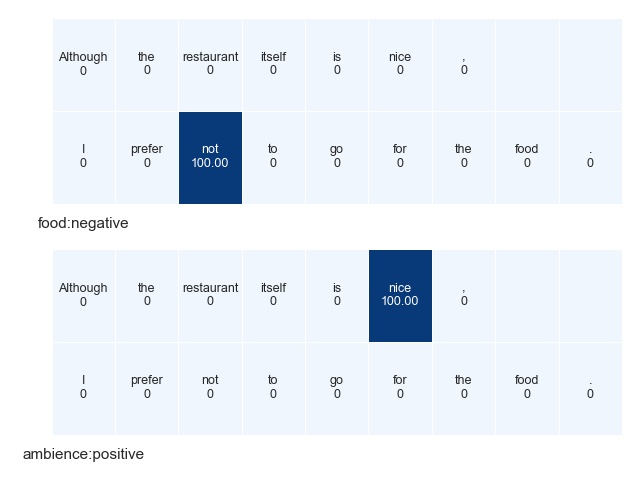 Although the restaurant itself is nice ,
0 0 0 0 0 0 0
I prefer not to go for the food .
0 0 100.00 0 0 0 0 0 0
food:negative
Although the restaurant itself is nice ,
0 0 0 0 0 100.00 0
I prefer not to go for the food .
0 0 0 0 0 0 0 0 0
ambience:positive